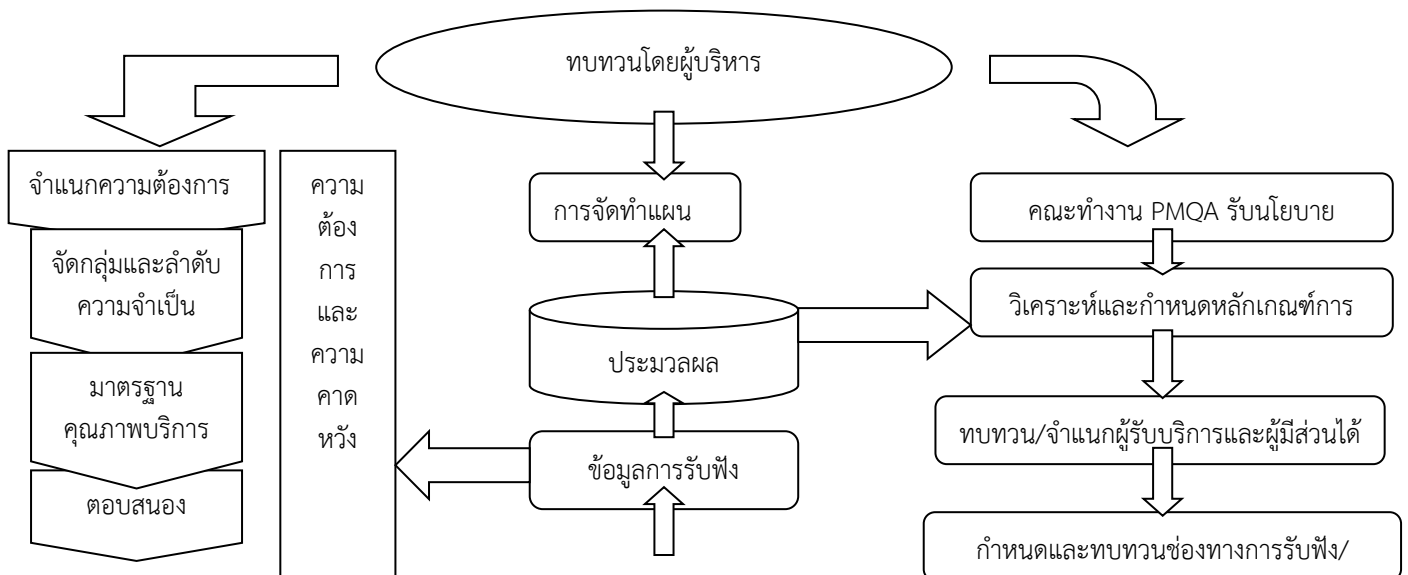 ทบทวนโดยผู้บริหาร
จำแนกความต้องการ
จัดกลุ่มและลำดับ
ความจำเป็น
มาตรฐาน
คุณภาพบริการ
ตอบสนอง
ความ
ต้อง
การ
และ
ความ
คาด
หวัง
การจัดทำแผน
ประมวลผล
ข้อมูลการรับฟัง
คณะทำงาน PMQA รับนโยบาย
วิเคราะห์และกำหนดหลักเกณฑ์การ
ทบทวน/จำแนกผู้รับบริการและผู้มีส่วนได้
กำหนดและทบทวนช่องทางการรับฟัง/